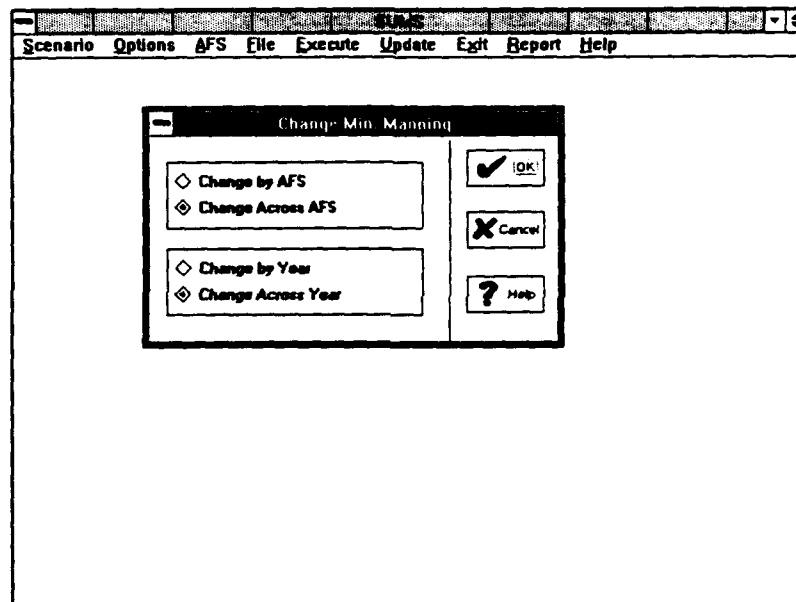 SUMS
Scenario Options AFS File Execute Update Exit Report Help
Change Min. Manning
Change by AFS
Change Across AFS
Change by Year
Change Across Year
OK
Cancel
Help